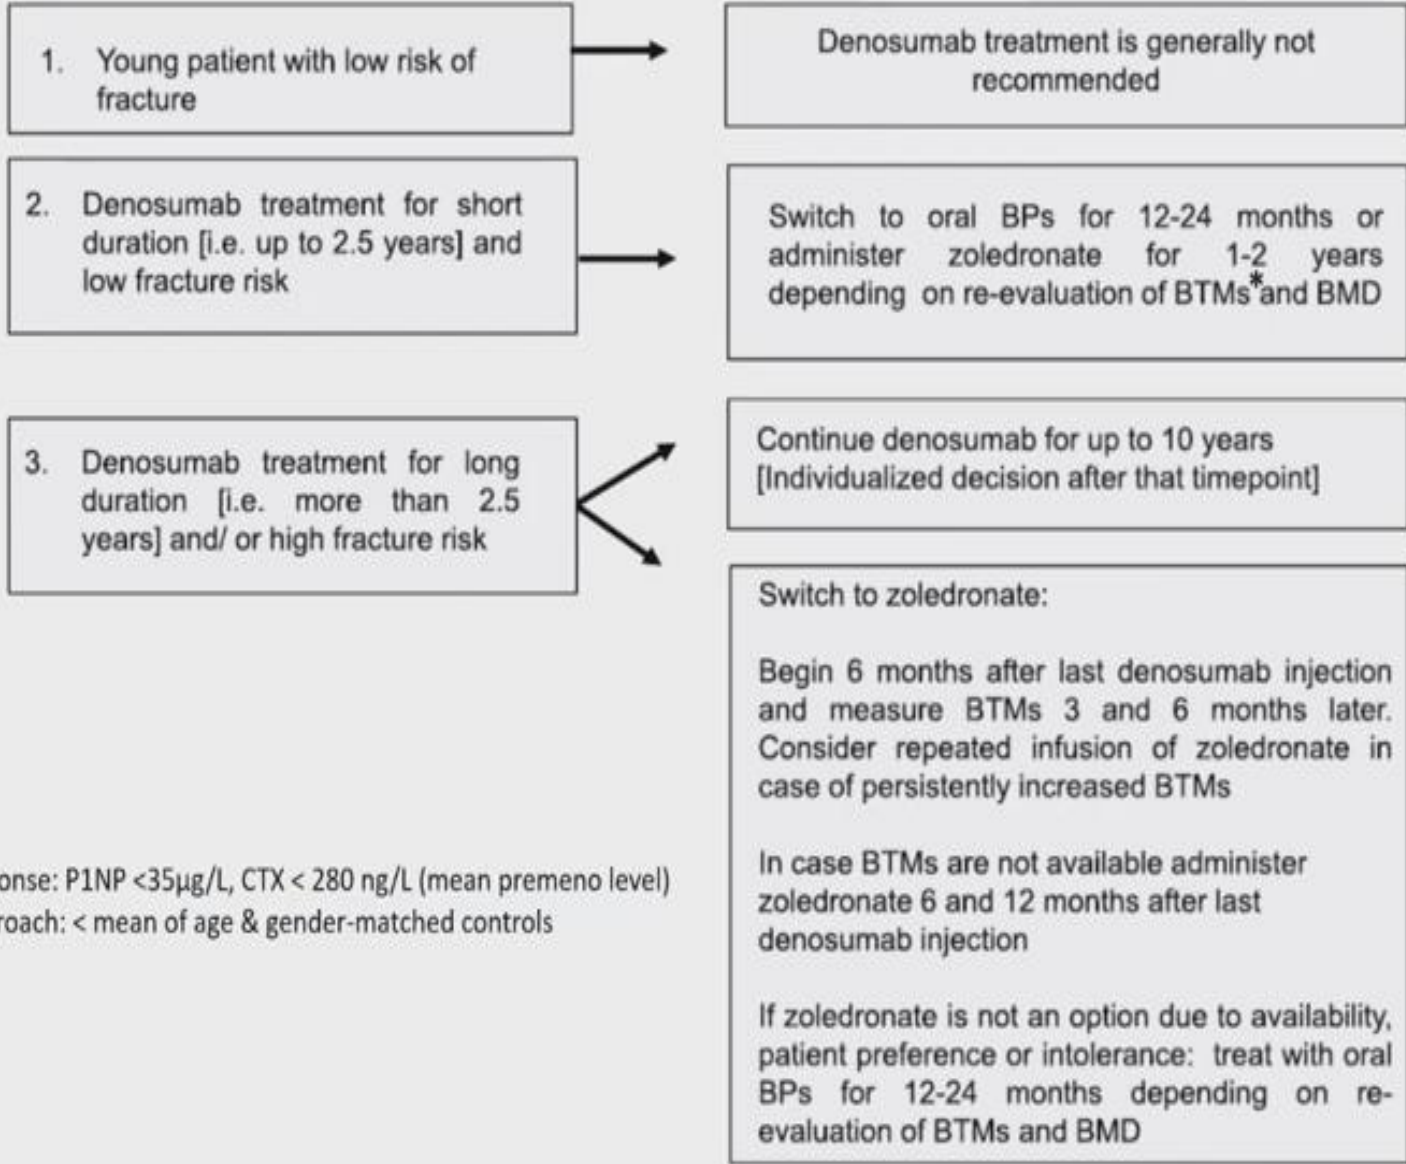 1. Young patient with low risk of
fracture
Denosumab treatment is generally not
recommended
2. Denosumab treatment for short
duration [i.e. up to 2.5 years] and
low fracture risk
Switch to oral BPs for 12-24 months or
administer zoledronate for 1-2 years
depending on re-evaluation of BTMs*and BMD
3. Denosumab treatment for long
duration [i.e. more than 2.5
years] and/ or high fracture risk
Continue denosumab for up to 10 years
[Individualized decision after that timepoint]
Switch to zoledronate:
Begin 6 months after last denosumab injection
and measure BTMs 3 and 6 months later.
Consider repeated infusion of zoledronate in
case of persistently increased BTMs
In case BTMs are not available administer
zoledronate 6 and 12 months after last
denosumab injection
If zoledronate is not an option due to availability,
patient preference or intolerance: treat with oral
BPs for 12-24 months depending on re-
evaluation of BTMs and BMD
onse: P1NP <35µg/L, CTX < 280 ng/L (mean premeno level)
roach: < mean of age & gender-matched controls